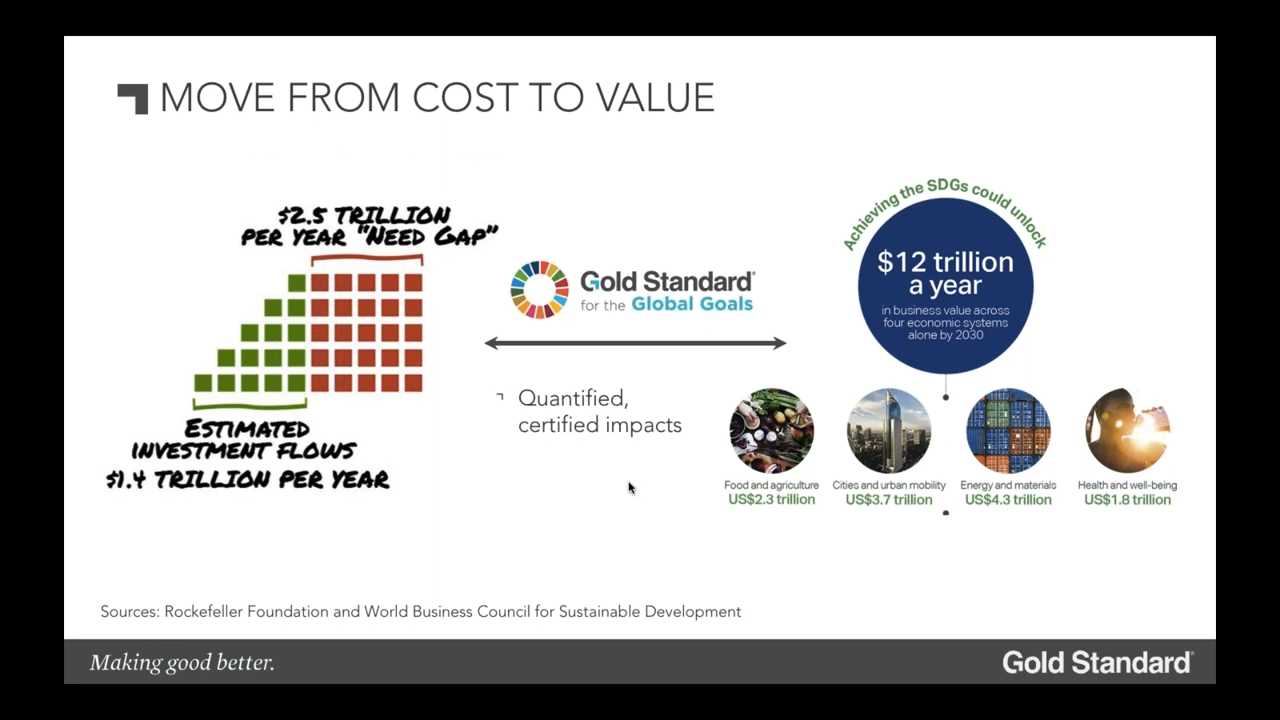 MOVE FROM COST TO VALUE
$2.5 TRILLION
PER YEAR "NEED GAP"
ESTIMATED
INVESTMENT FLOWS
$1.4 TRILLION PER YEAR
Gold Standard®
for the Global Goals
Quantified,
certified impacts
Achieving the SDGs could unlock
$12 trillion
a year
in business value across
four economic systems
alone by 2030
Food and agriculture
US$2.3 trillion
Cities and urban mobility
US$3.7 trillion
Energy and materials
US$4.3 trillion
Health and well-being
US$1.8 trillion
Sources: Rockefeller Foundation and World Business Council for Sustainable Development
Making good better.
Gold Standard®